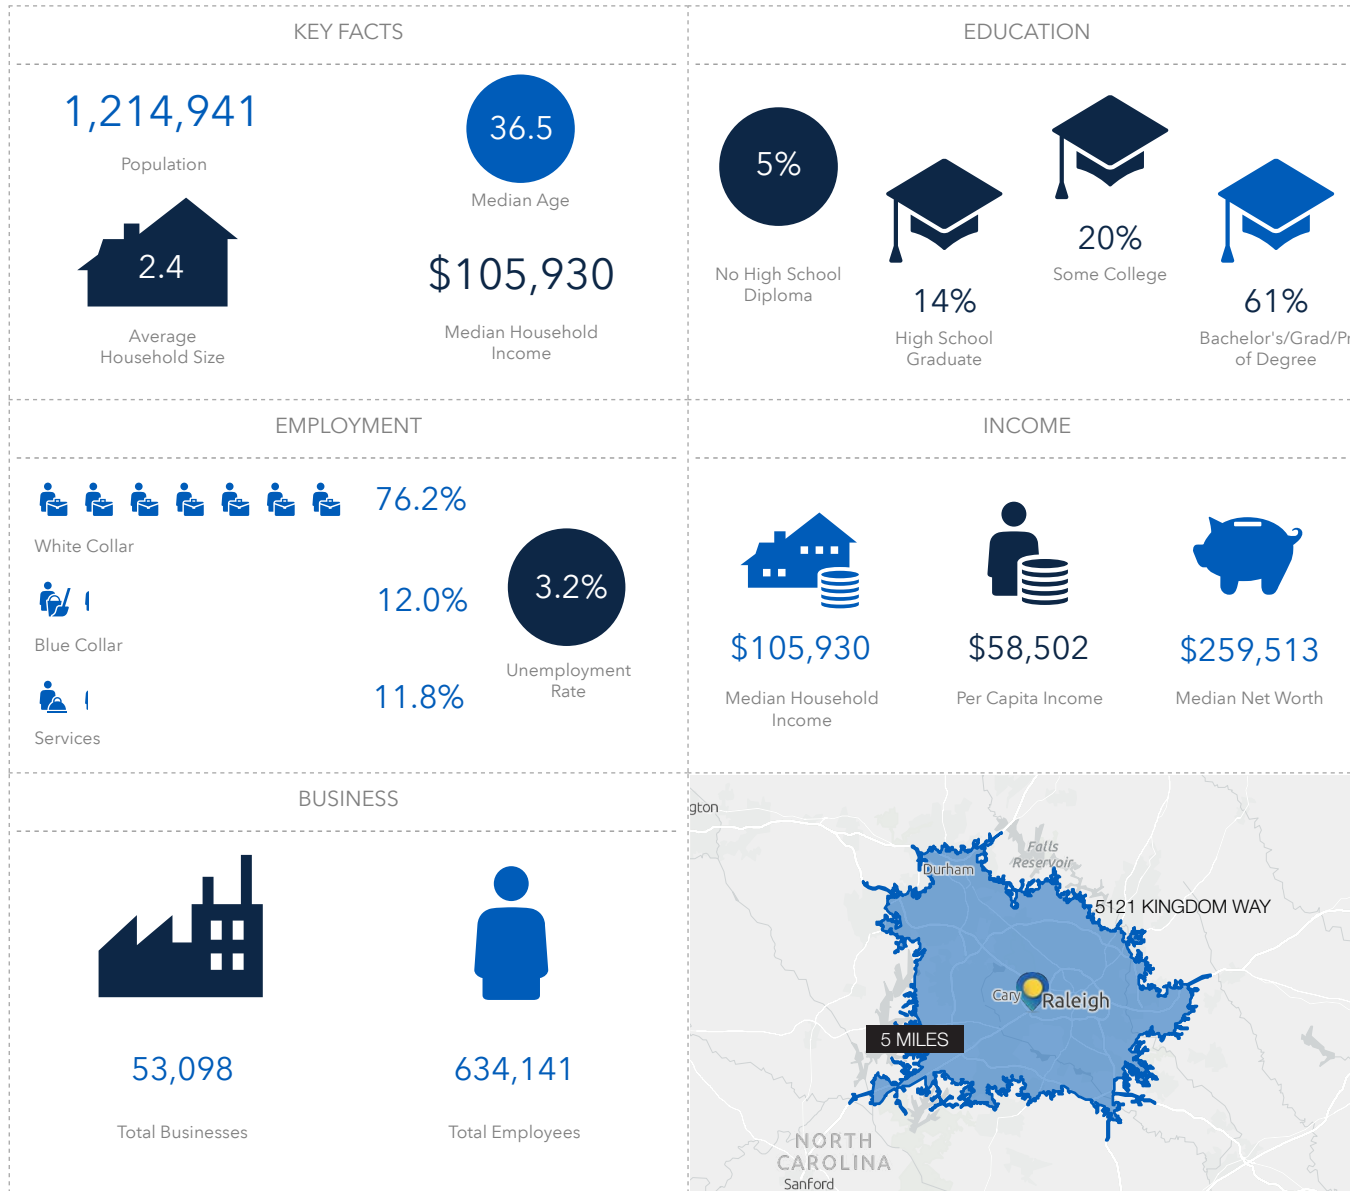 KEY FACTS
1,214,941
Population
36.5
Median Age
2.4
Average
Household Size
$105,930
Median Household
Income
EDUCATION
5%
No High School
Diploma
14%
High School
Graduate
20%
Some College
61%
Bachelor's/Grad/Pr
of Degree
EMPLOYMENT
76.2%
White Collar
12.0%
Blue Collar
11.8%
Services
3.2%
Unemployment
Rate
INCOME
$105,930
Median Household
Income
$58,502
Per Capita Income
$259,513
Median Net Worth
BUSINESS
53,098
Total Businesses
634,141
Total Employees
gton
Falls
Reservoir
Durham
5121 KINGDOM WAY
Cary
Raleigh
5 MILES
NORTH
CAROLINA
Sanford